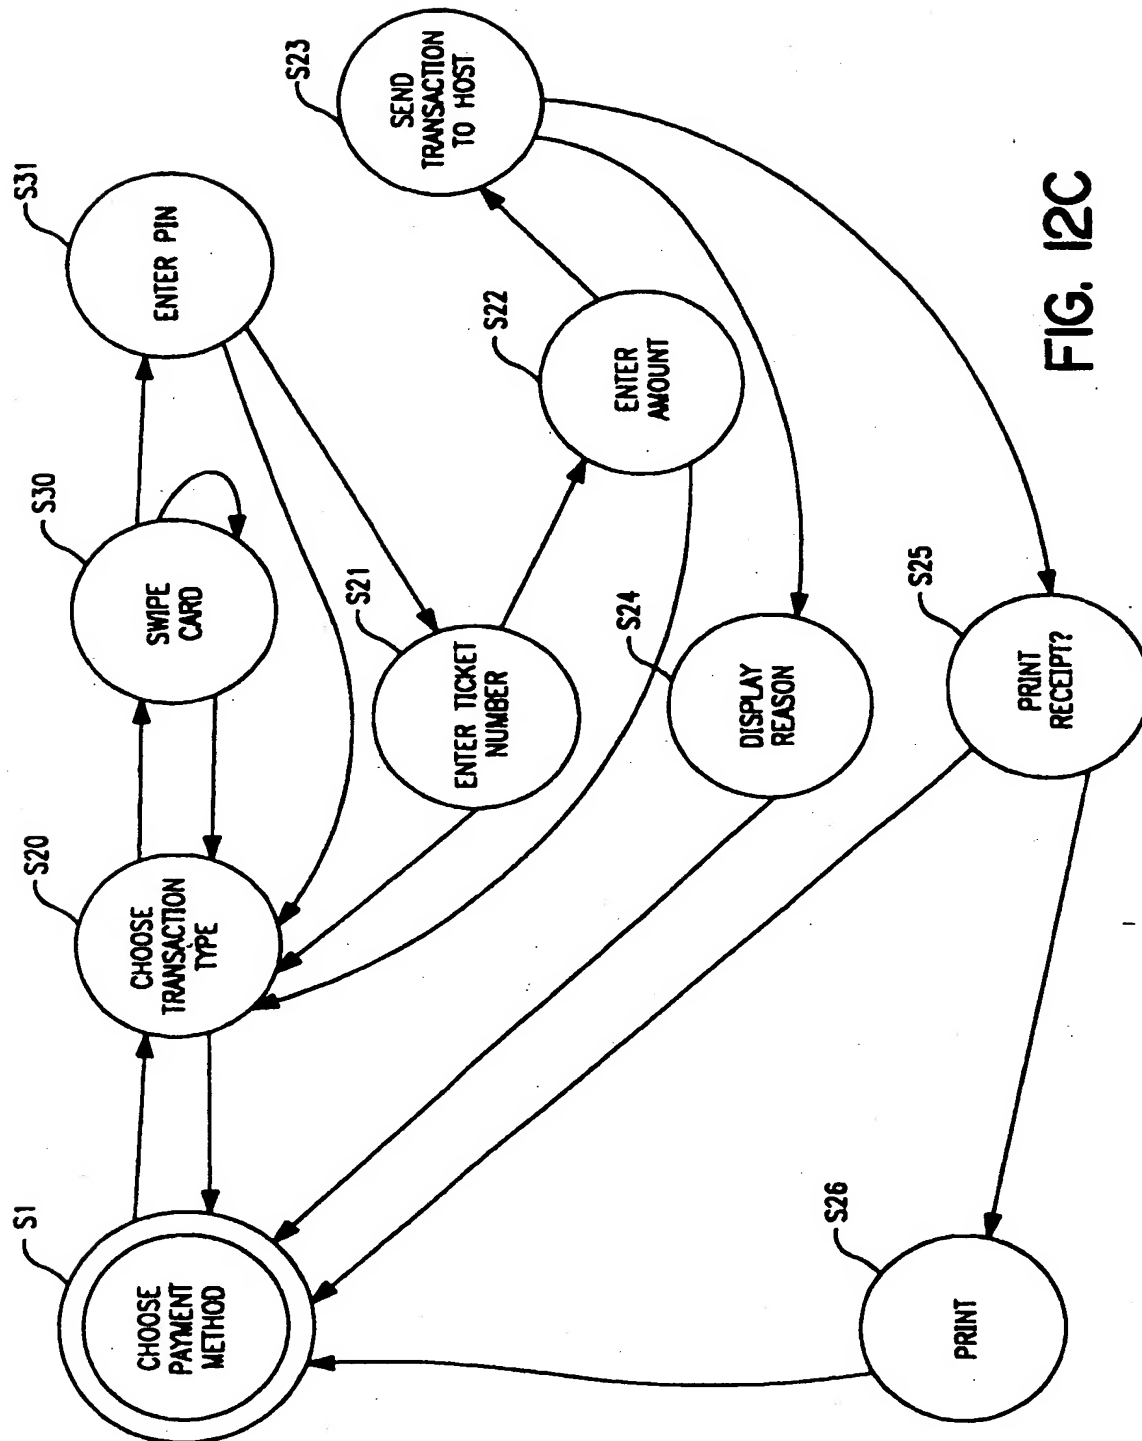 S1
CHOOSE
PAYMENT
METHOD
S20
CHOOSE
TRANSACTION
TYPE
S30
SWIPE
CARD
S31
ENTER PIN
S21
ENTER TICKET
NUMBER
S22
ENTER
AMOUNT
S23
SEND
TRANSACTION
TO HOST
S24
DISPLAY
REASON
S25
PRINT
RECEIPT?
S26
PRINT
FIG. 12C